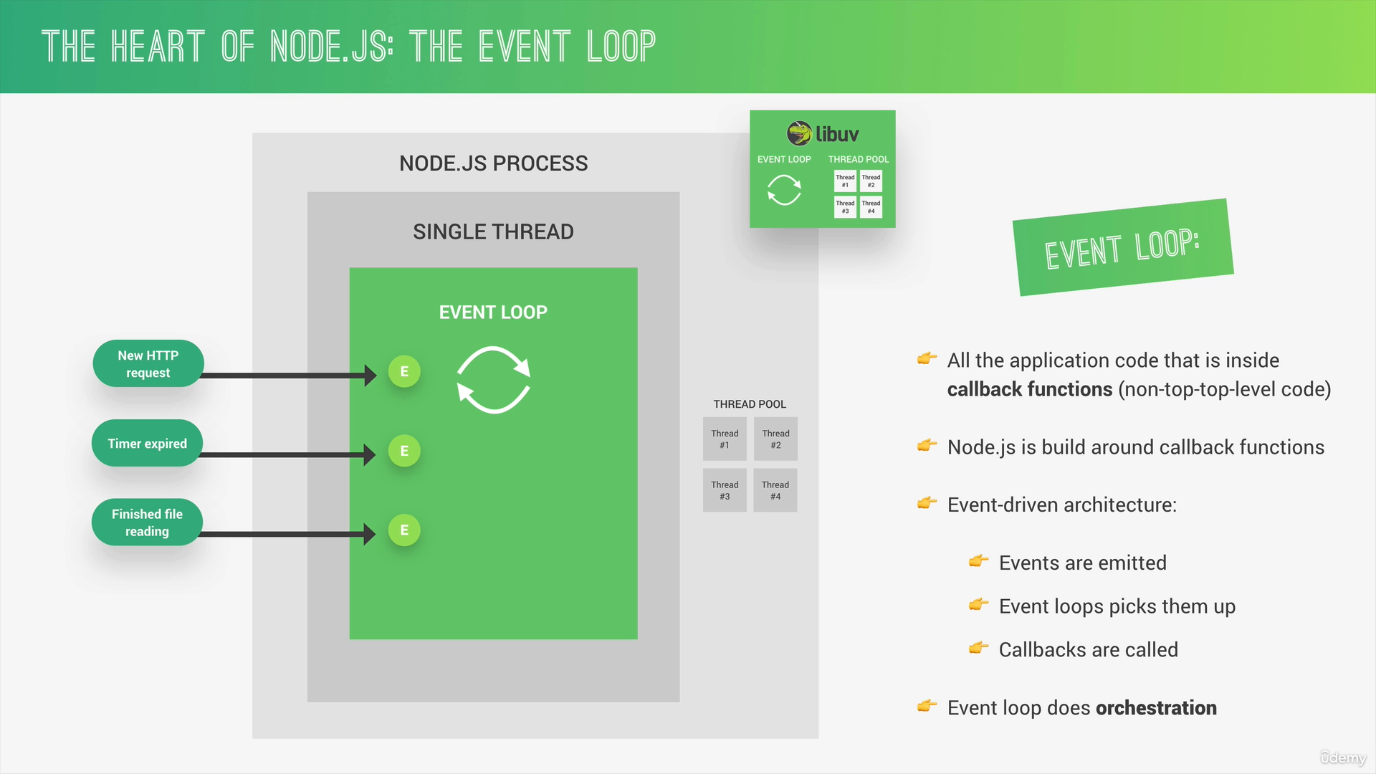 THE HEART OF NODE.JS: THE EVENT LOOP
NODE.JS PROCESS
SINGLE THREAD
EVENT LOOP
New HTTP
request
E
Timer expired
E
Finished file
reading
E
libuv
EVENT LOOP
THREAD POOL
Thread
#1
Thread
#2
Thread
#3
Thread
#4
THREAD POOL
Thread
#1
Thread
#2
Thread
#3
Thread
#4
EVENT LOOP:
All the application code that is inside
callback functions (non-top-top-level code)
Node.js is build around callback functions
Event-driven architecture:
Events are emitted
Event loops picks them up
Callbacks are called
Event loop does orchestration
ûdemy